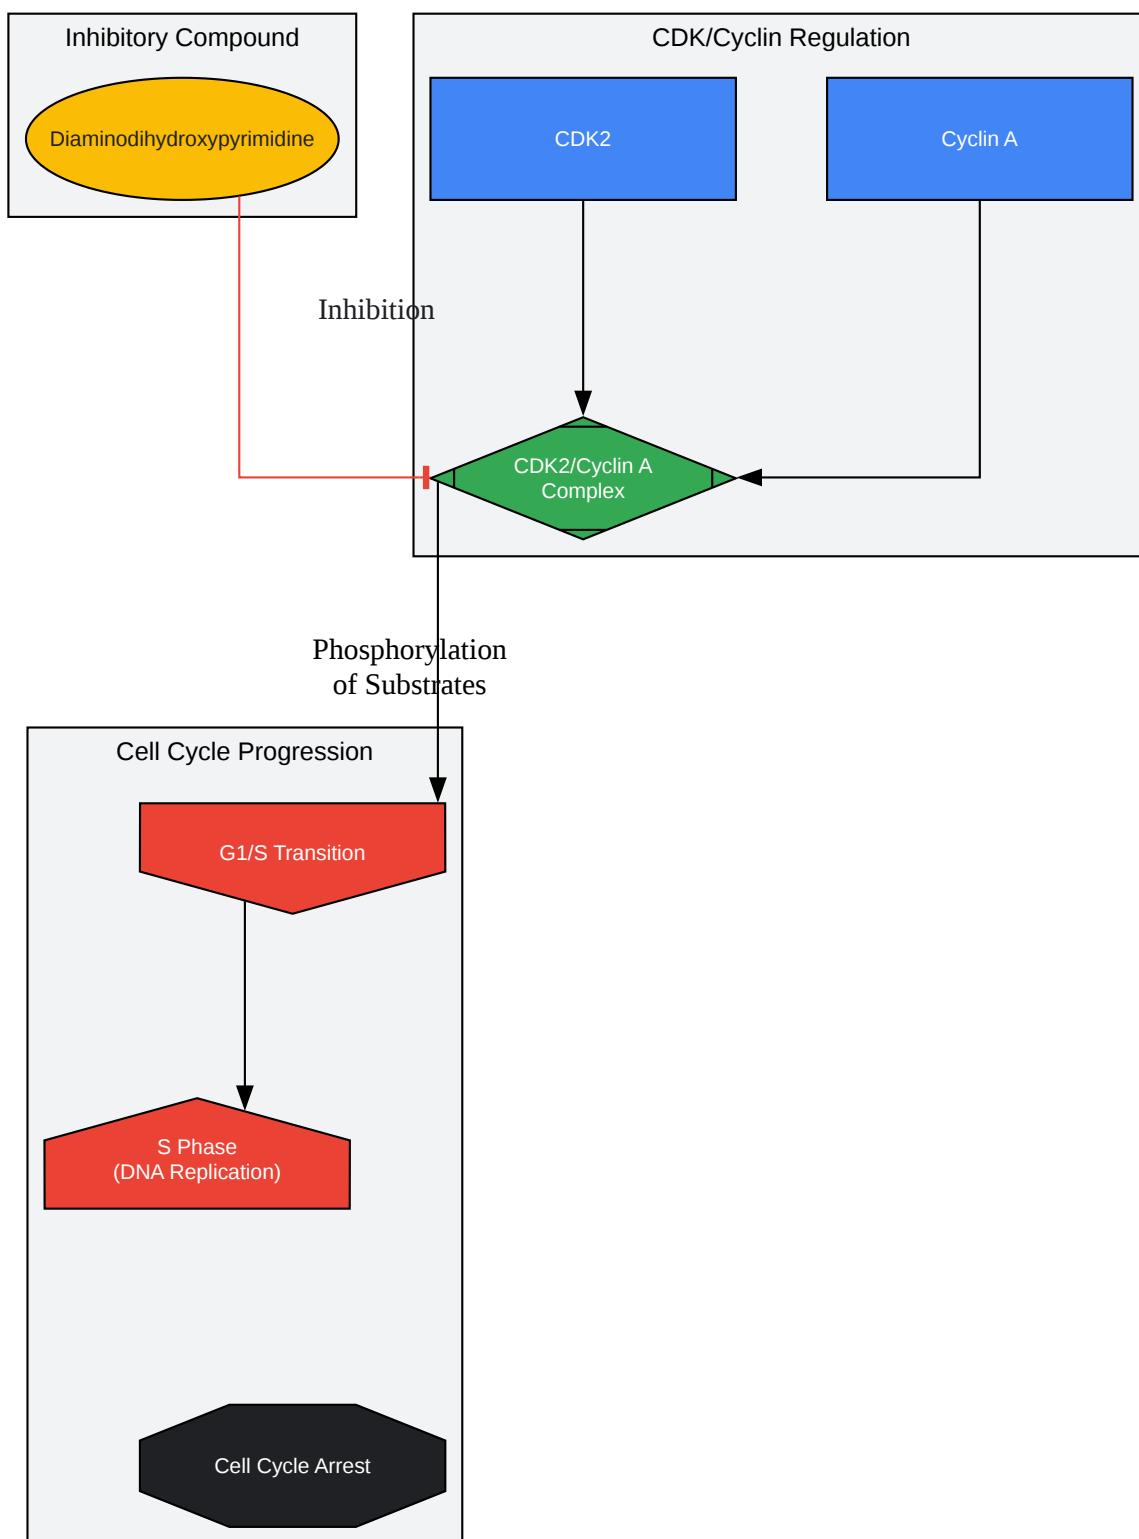 Inhibitory Compound
CDK/Cyclin Regulation
Diaminodihydroxypyrimidine
CDK2
Cyclin A
Inhibition
CDK2/Cyclin A
Complex
Phosphorylation
of Substrates
Cell Cycle Progression
G1/S Transition
S Phase
(DNA Replication)
Cell Cycle Arrest